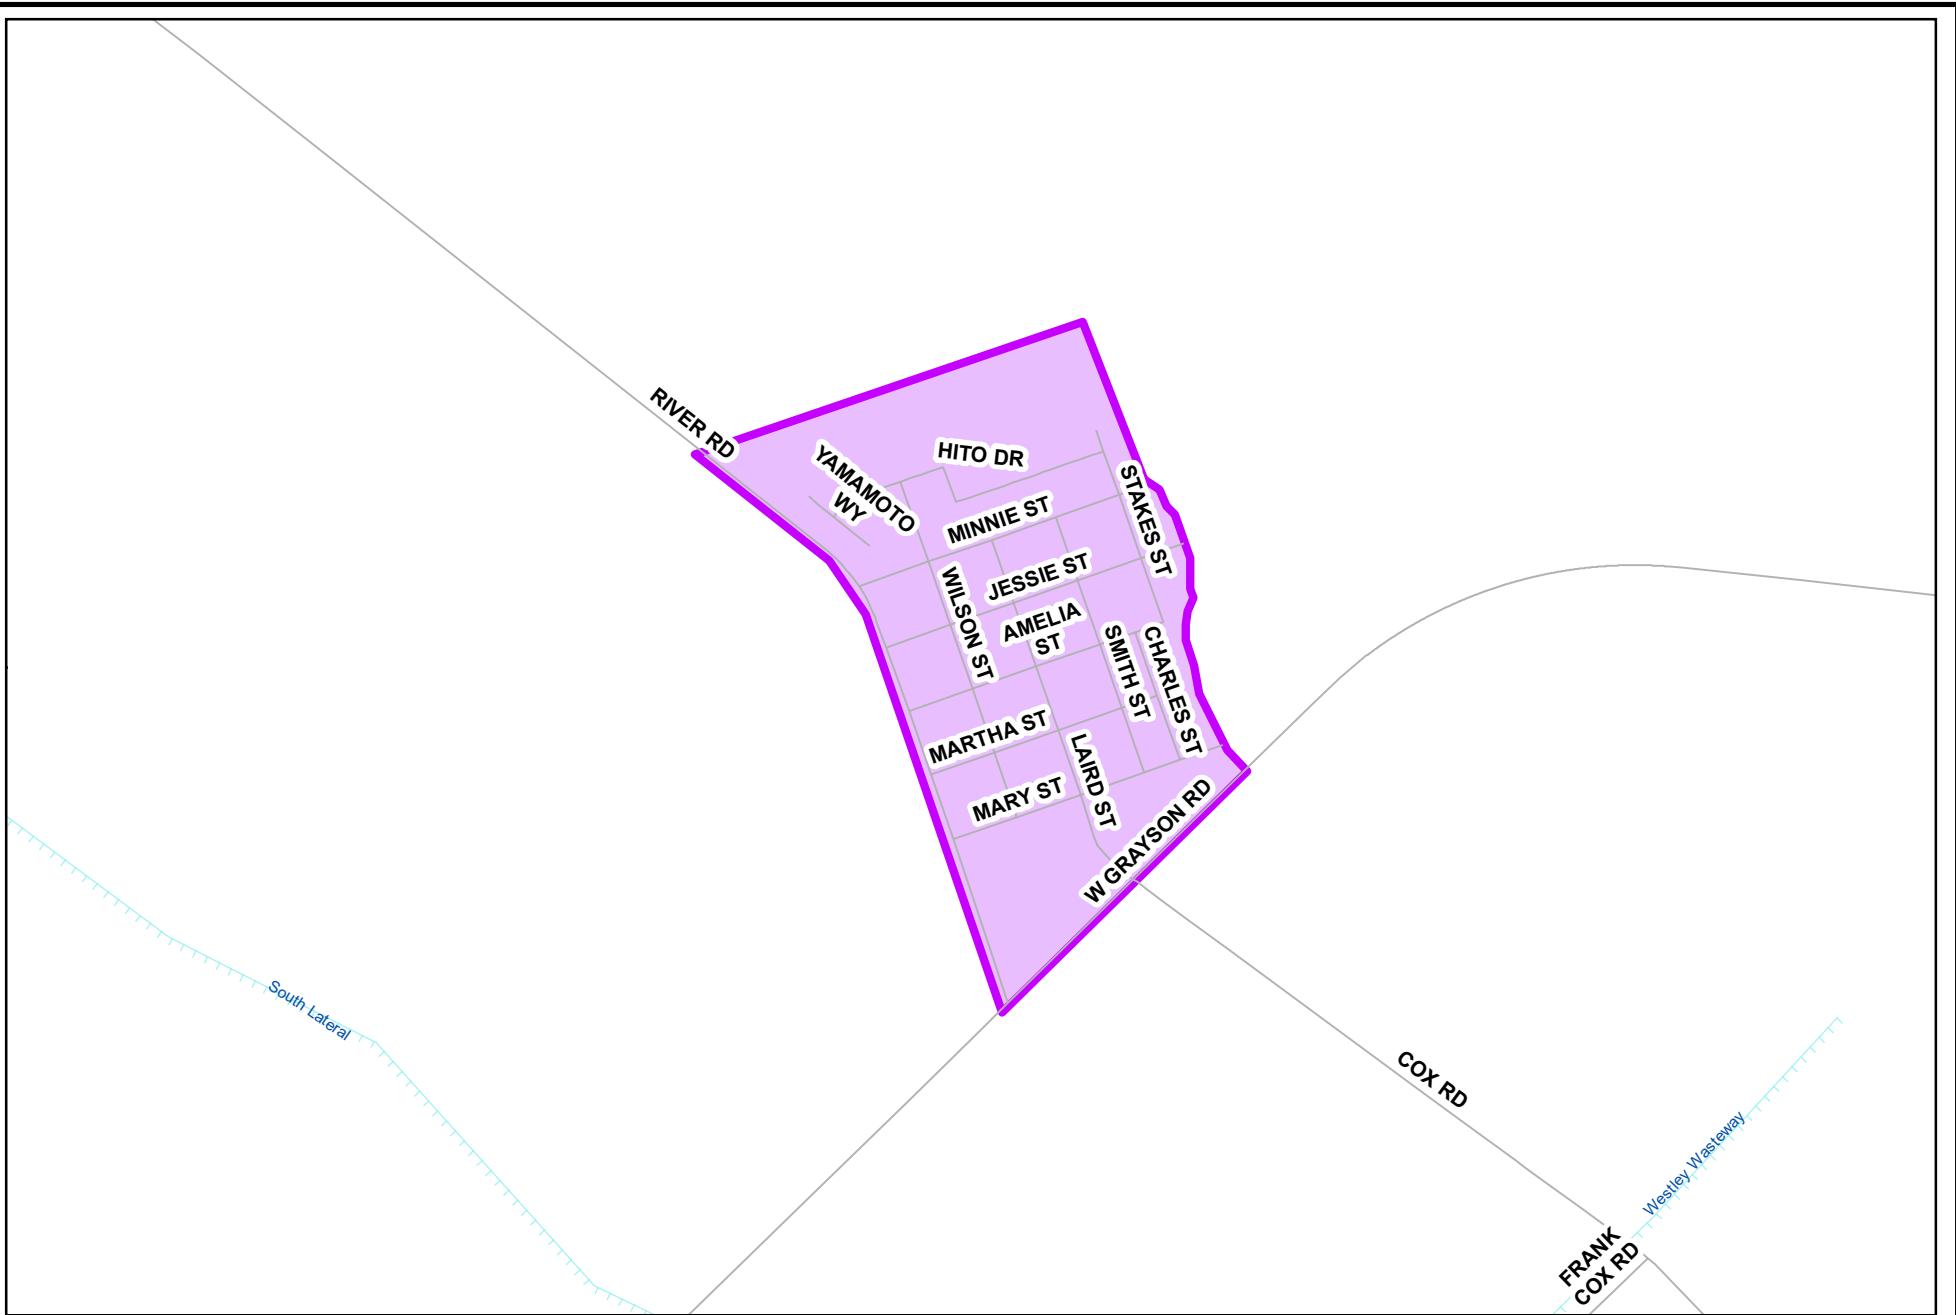 RIVER RD
HITO DR
YAMAMOTO
WY
STAKES ST
MINNIE ST
JESSIE ST
WILSON ST
AMELIA
ST
SMITH ST
CHARLES ST
MARTHA ST
LAIRD ST
MARY ST
W GRAYSON RD
South Lateral
COX RD
Westley Wasteway
FRANK
COX RD